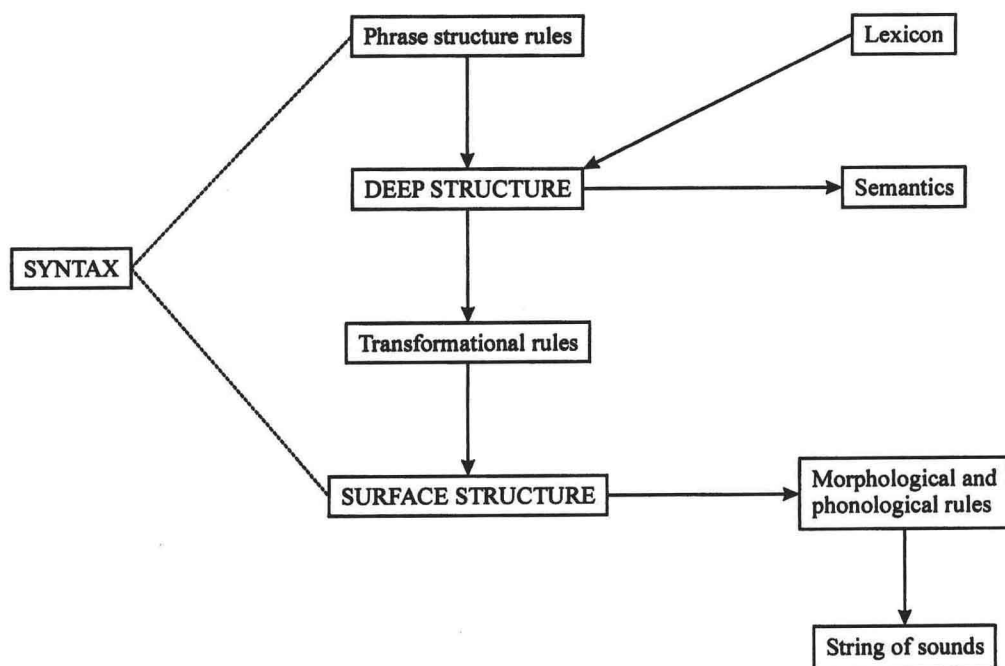 Phrase structure rules
Lexicon
DEEP STRUCTURE
Semantics
SYNTAX
Transformational rules
SURFACE STRUCTURE
Morphological and
phonological rules
String of sounds